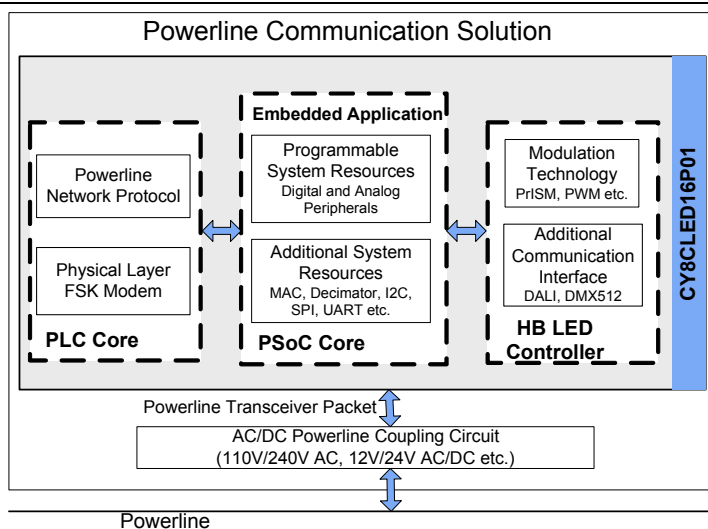 Powerline Communication Solution
Powerline
Network Protocol
Physical Layer
FSK Modem
PLC Core
Embedded Application
Programmable
System Resources
Digital and Analog
Peripherals
Additional System
Resources
MAC, Decimator, I2C,
SPI, UART etc.
PSoC Core
Modulation
Technology
PrISM, PWM etc.
Additional
Communication
Interface
DALI, DMX512
HB LED
Controller
CY8CLED16P01
Powerline Transceiver Packet
AC/DC Powerline Coupling Circuit
(110V/240V AC, 12V/24V AC/DC etc.)
Powerline